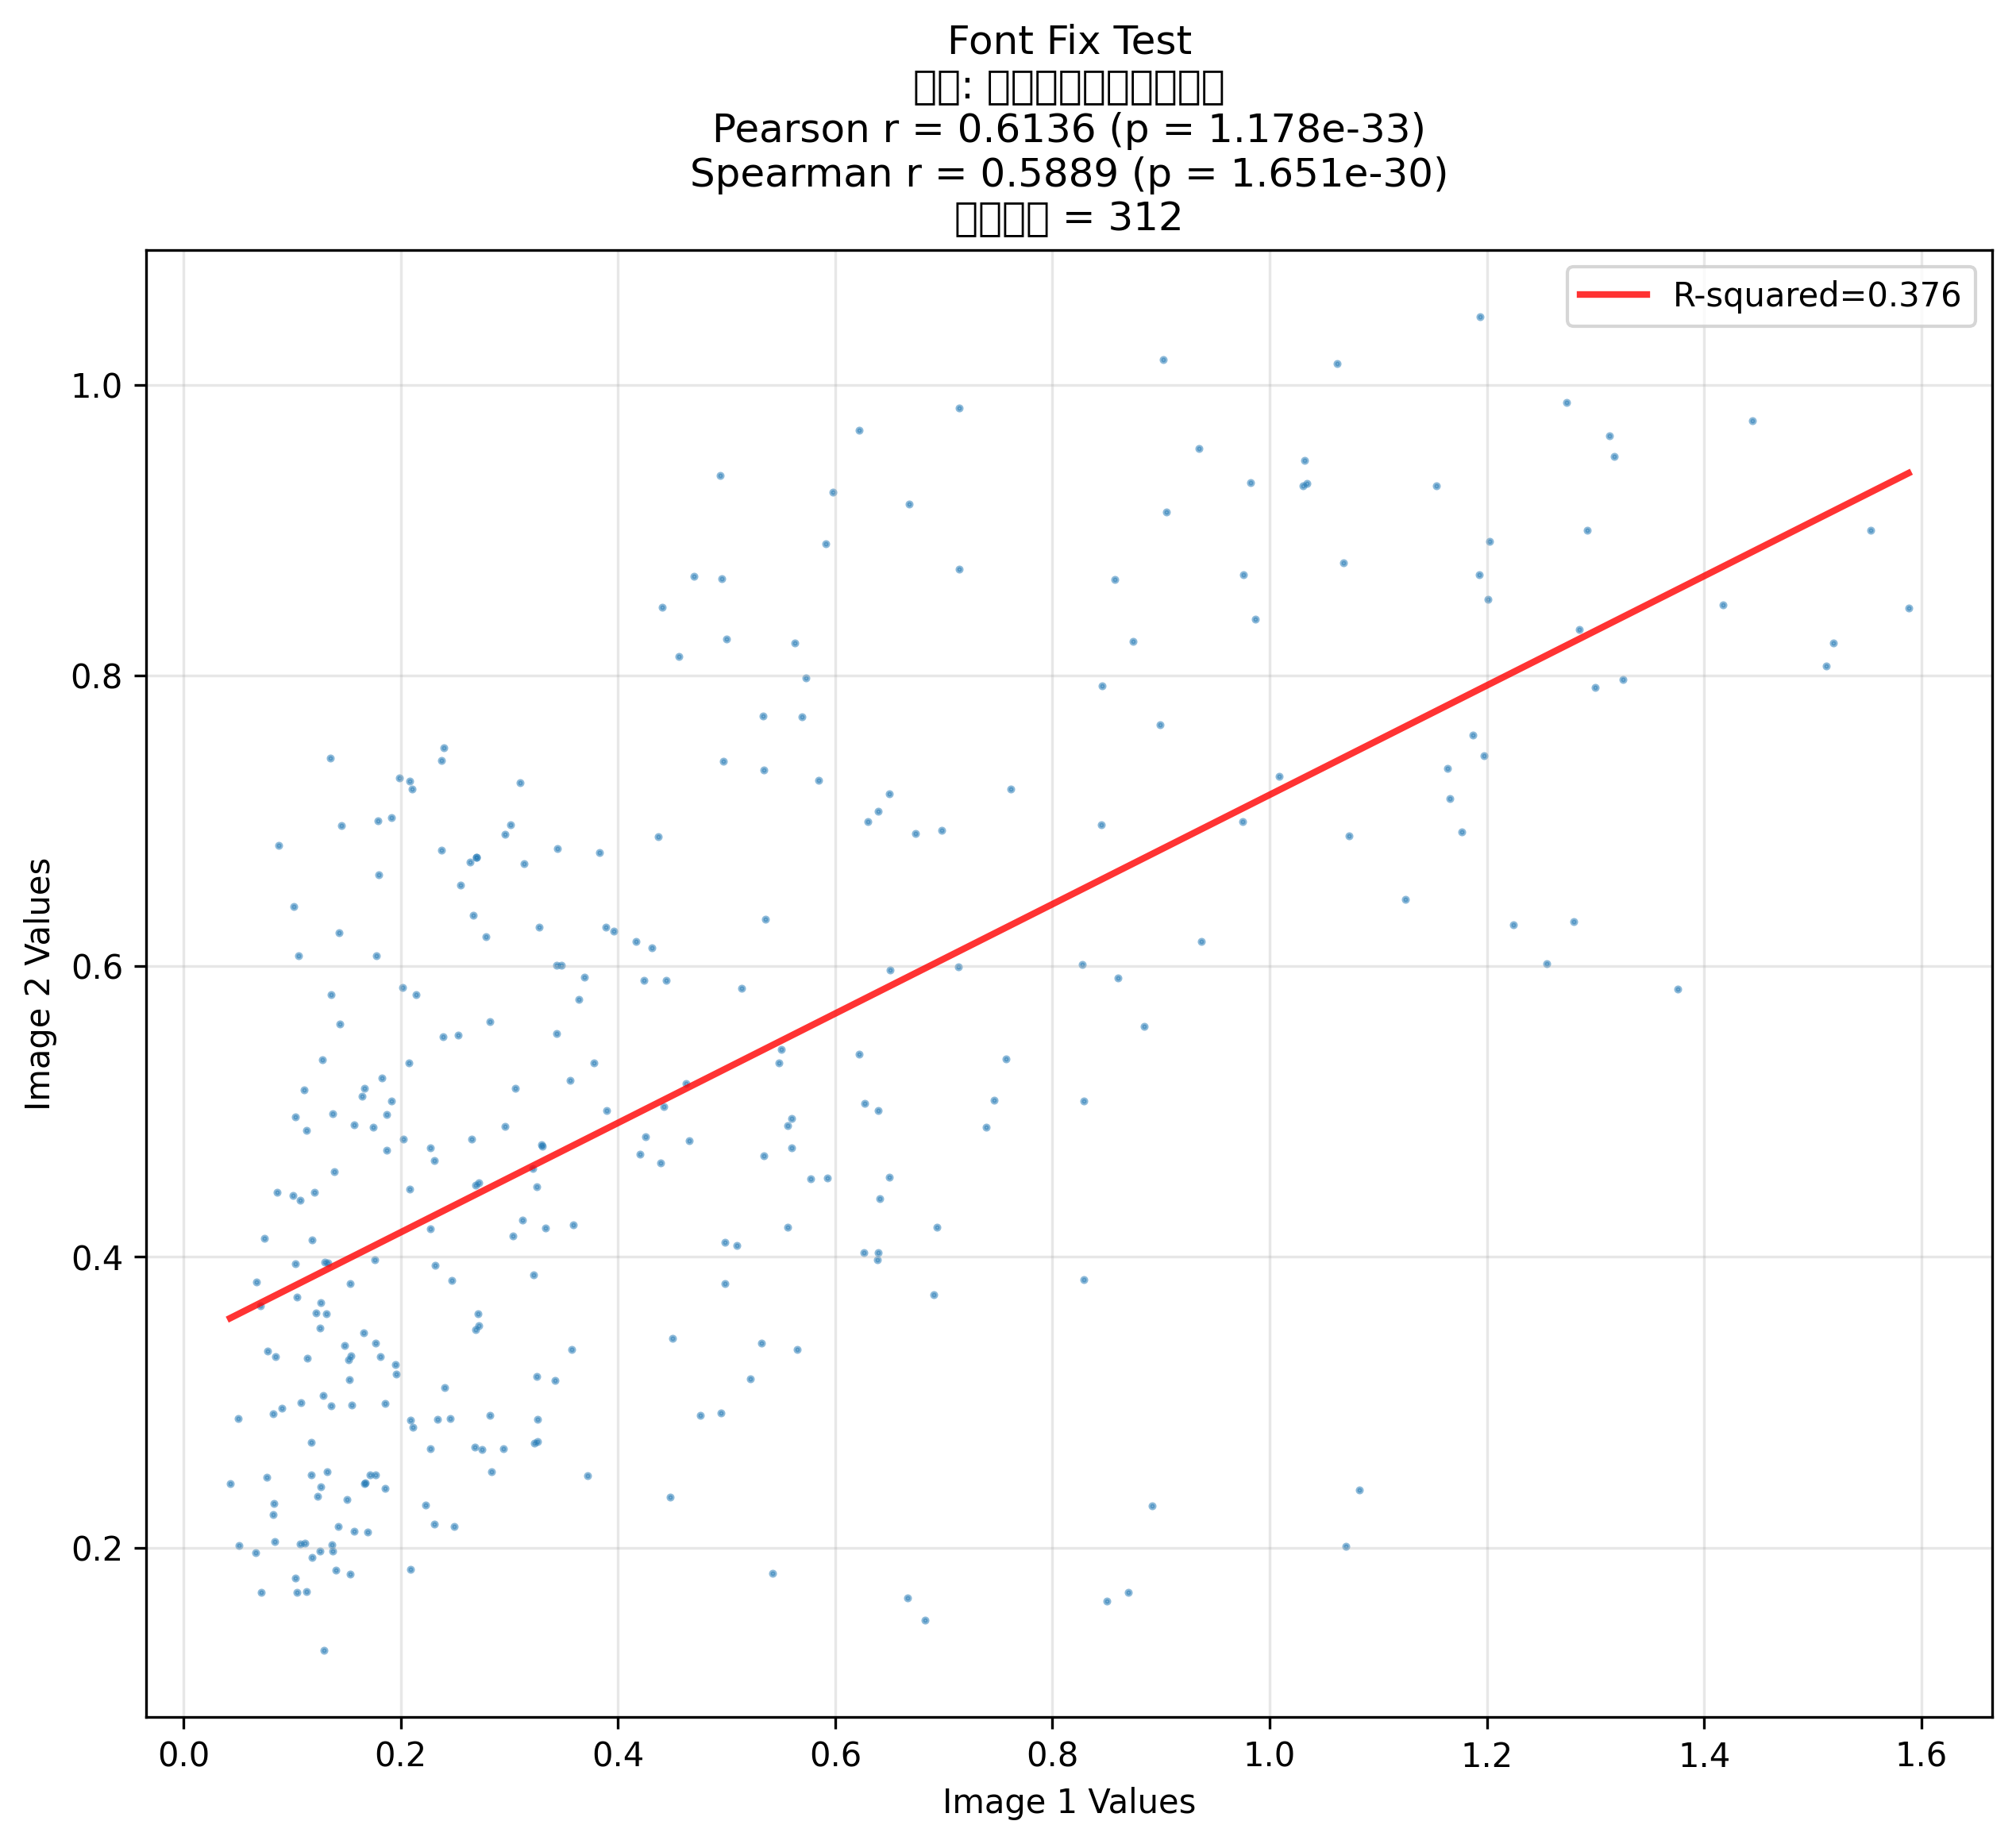 Font Fix Test
:
Pearson r = 0.6136 (p = 1.178e-33)
Spearman r = 0.5889 (p = 1.651e-30)
= 312
R-squared=0.376
1.0
0.8
0.6
0.4
0.2
Image 2 Values
0.0 0.2 0.4 0.6 0.8 1.0 1.2 1.4 1.6
Image 1 Values